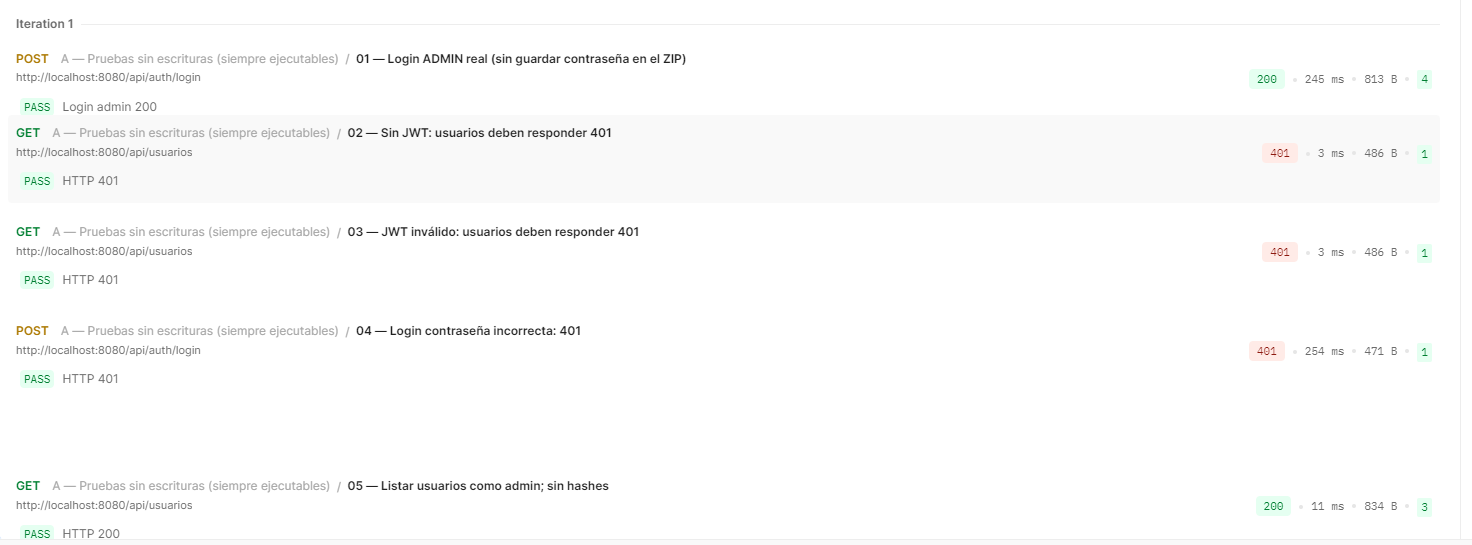 Iteration 1
POST A — Pruebas sin escrituras (siempre ejecutables) / 01 — Login ADMIN real (sin guardar contraseña en el ZIP)
http://localhost:8080/api/auth/login
200 • 245 ms • 813 B • 4
PASS Login admin 200
GET A — Pruebas sin escrituras (siempre ejecutables) / 02 — Sin JWT: usuarios deben responder 401
http://localhost:8080/api/usuarios
401 • 3 ms • 486 B • 1
PASS HTTP 401
GET A — Pruebas sin escrituras (siempre ejecutables) / 03 — JWT inválido: usuarios deben responder 401
http://localhost:8080/api/usuarios
401 • 3 ms • 486 B • 1
PASS HTTP 401
POST A — Pruebas sin escrituras (siempre ejecutables) / 04 — Login contraseña incorrecta: 401
http://localhost:8080/api/auth/login
401 • 254 ms • 471 B • 1
PASS HTTP 401
GET A — Pruebas sin escrituras (siempre ejecutables) / 05 — Listar usuarios como admin; sin hashes
http://localhost:8080/api/usuarios
200 • 11 ms • 834 B • 3
PASS HTTP 200